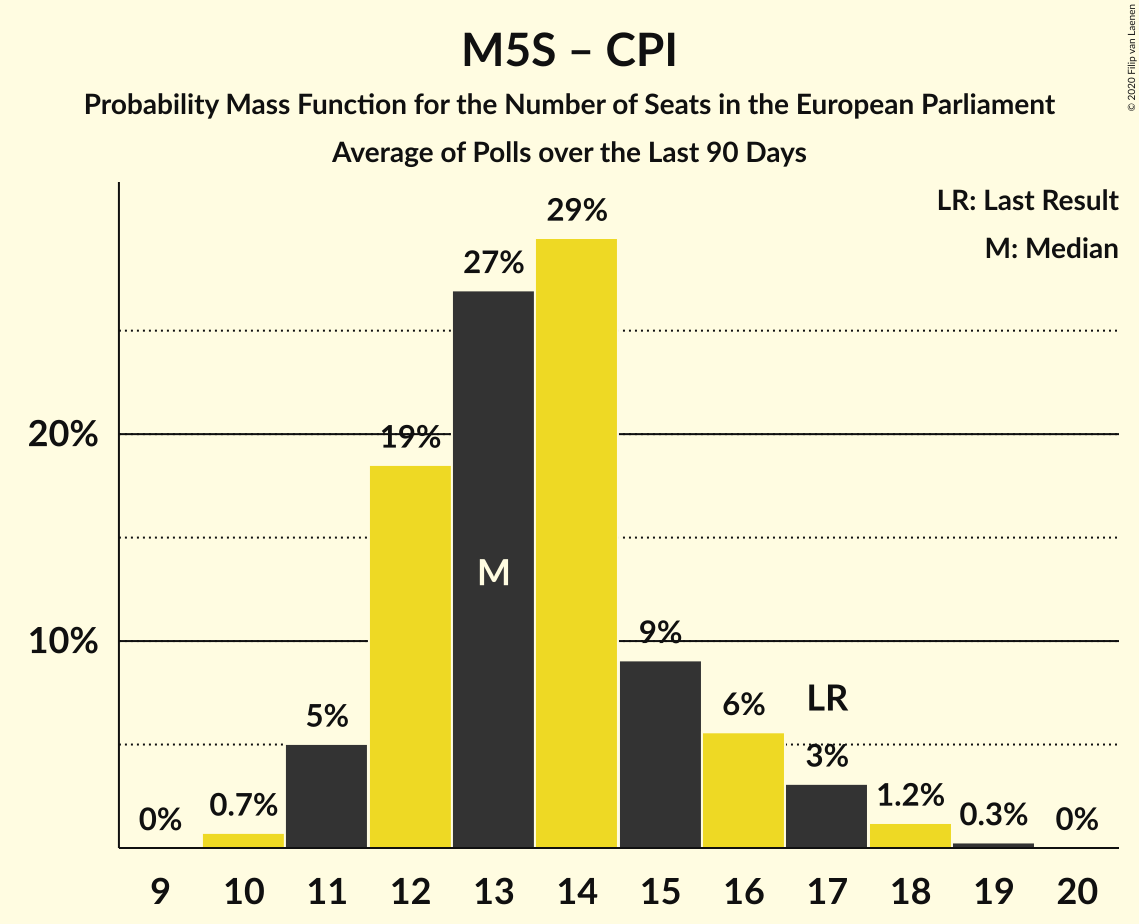 M5S – CPI
Probability Mass Function for the Number of Seats in the European Parliament
Average of Polls over the Last 90 Days
© 2020 Filip van Laenen
LR: Last Result
M: Median
29%
27%
20%
19%
M
10%
9%
LR
6%
5%
3%
1.2%
0.7%
0.3%
0%
0%
9 10 11 12 13 14 15 16 17 18 19 20